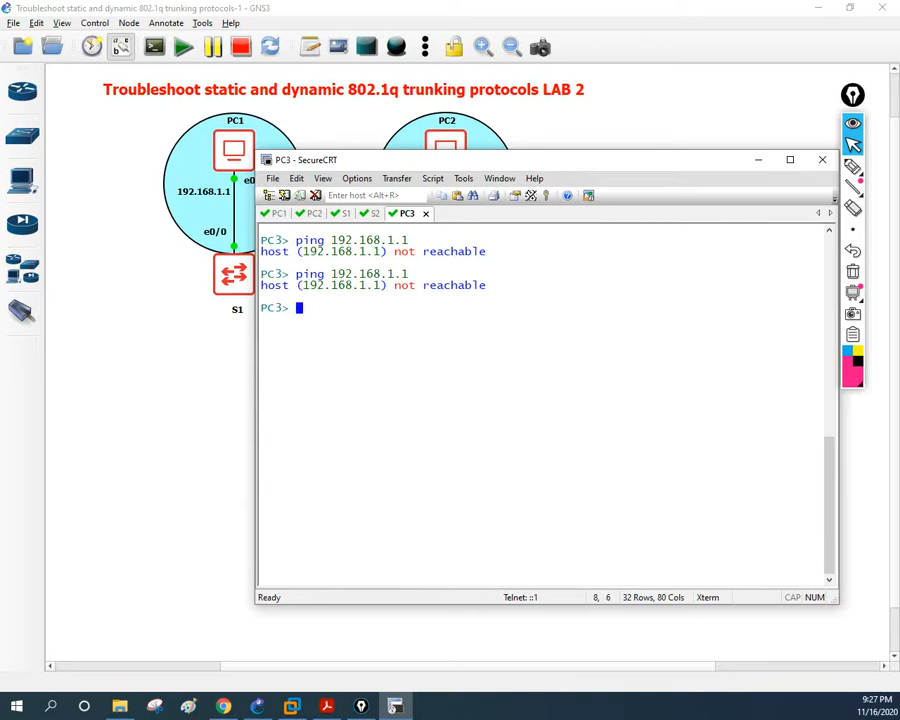 Troubleshoot static and dynamic 802.1q trunking protocols-1 - GNS3
File Edit View Control Node Annotate Tools Help
Troubleshoot static and dynamic 802.1q trunking protocols LAB 2
PC1
PC2
192.168.1.1
e0
e0/0
S1
PC3 - SecureCRT
File Edit View Options Transfer Script Tools Window Help
Enter host <Alt+R>
PC1 PC2 S1 S2 PC3
PC3> ping 192.168.1.1
host (192.168.1.1) not reachable
PC3> ping 192.168.1.1
host (192.168.1.1) not reachable
PC3>
Ready Telnet: ::1 8, 6 32 Rows, 80 Cols Xterm CAP NUM
9:27 PM
11/16/2020